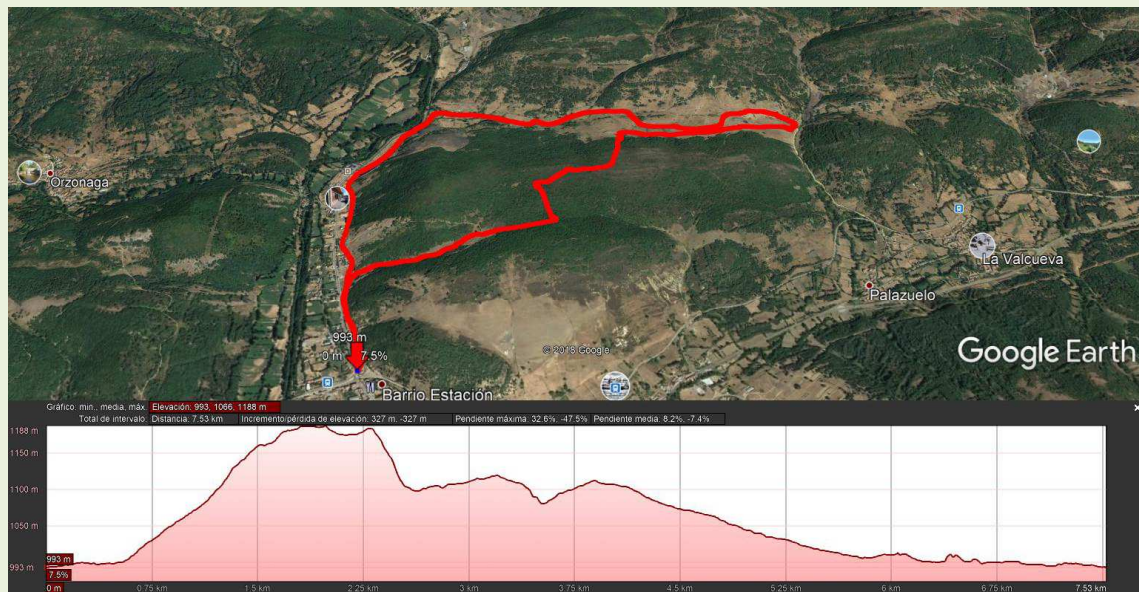 Orzonaga
La Valcueva
Palazuelo
993 m
0 m 7.5%
© 2018 Google
Google Earth
Barrio Estación
Gráfico: mín., media, máx. Elevación: 993, 1066, 1188 m
Total de intervalo: Distancia: 7.53 km Incremento/pérdida de elevación: 327 m, -327 m Pendiente máxima: 32.6%, -47.5% Pendiente media: 8.2%, -7.4%
1188 m
1150 m
1100 m
1050 m
993 m
993 m
7.5%
0 m 0.75 km 1.5 km 2.25 km 3 km 3.75 km 4.5 km 5.25 km 6 km 6.75 km 7.53 km